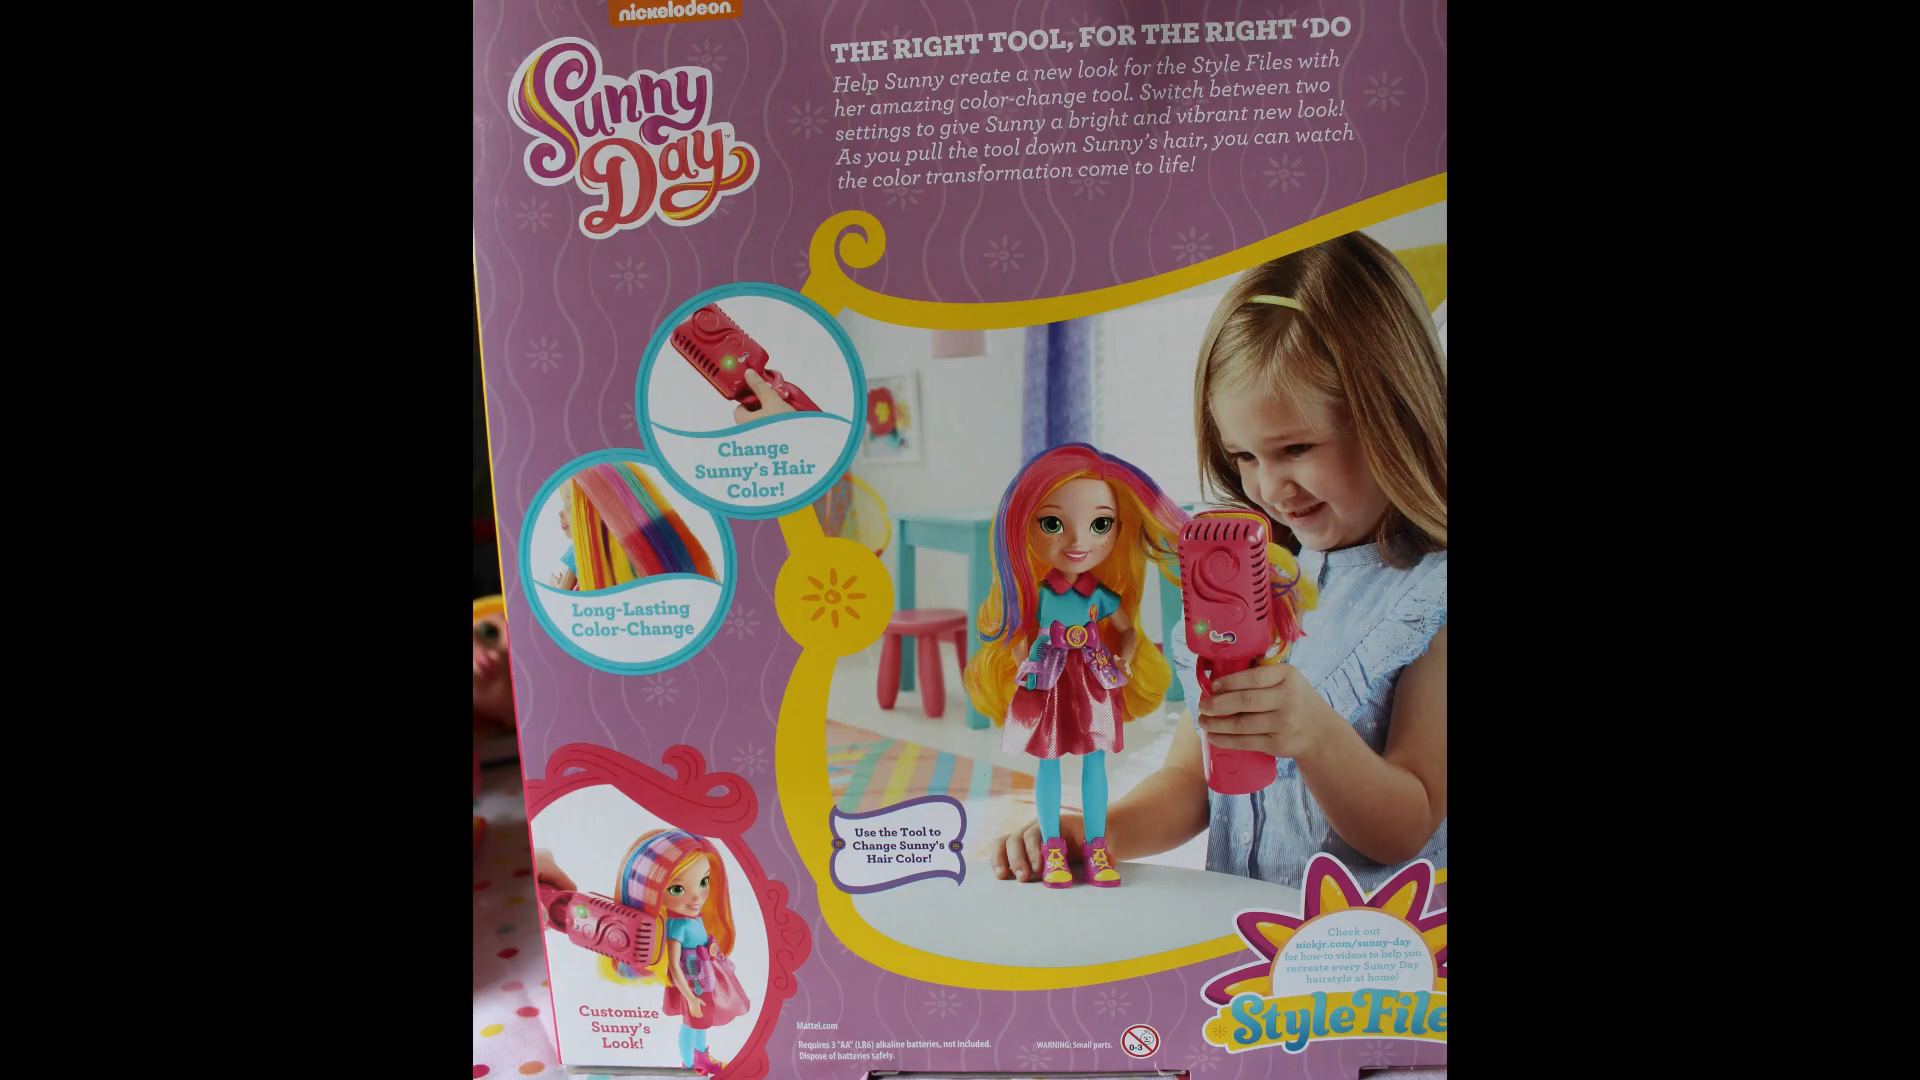 nickelodeon
Sunny
Day
THE RIGHT TOOL, FOR THE RIGHT ‘DO
Help Sunny create a new look for the Style Files with
her amazing color-change tool. Switch between two
settings to give Sunny a bright and vibrant new look!
As you pull the tool down Sunny’s hair, you can watch
the color transformation come to life!
Change
Sunny’s Hair
Color!
Long-Lasting
Color-Change
Use the Tool to
Change Sunny's
Hair Color!
Customize
Sunny’s
Look!
Check out
nickjr.com/sunny-day
for how-to videos to help you
recreate every Sunny Day
hairstyle at home!
Style File
Mattel.com
Requires 3 "AA" (LR6) alkaline batteries, not included.
Dispose of batteries safely.
WARNING: Small parts.
0-3